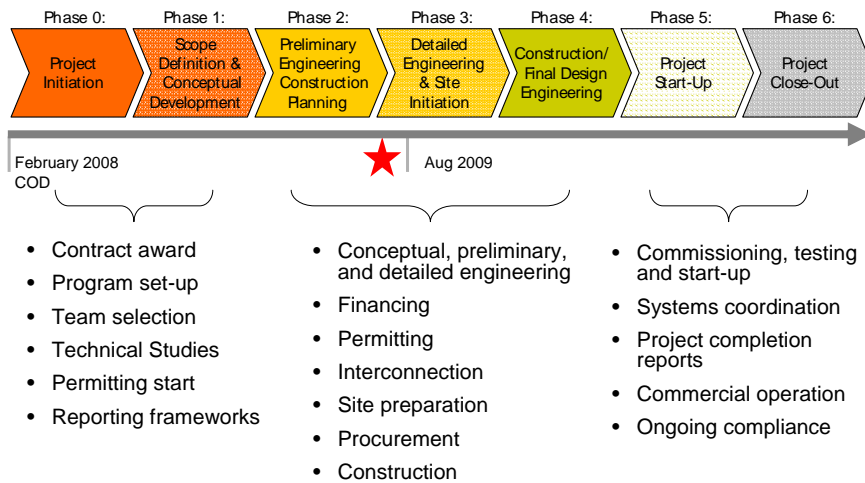 Phase 0:
Phase 1:
Phase 2:
Phase 3:
Phase 4:
Phase 5:
Phase 6:
Project
Initiation
Scope
Definition &
Conceptual
Development
Preliminary
Engineering
Construction
Planning
Detailed
Engineering
& Site
Initiation
Construction/
Final Design
Engineering
Project
Start-Up
Project
Close-Out
February 2008
COD
Aug 2009
• Contract award
• Program set-up
• Team selection
• Technical Studies
• Permitting start
• Reporting frameworks
• Conceptual, preliminary,
and detailed engineering
• Financing
• Permitting
• Interconnection
• Site preparation
• Procurement
• Construction
• Commissioning, testing
and start-up
• Systems coordination
• Project completion
reports
• Commercial operation
• Ongoing compliance